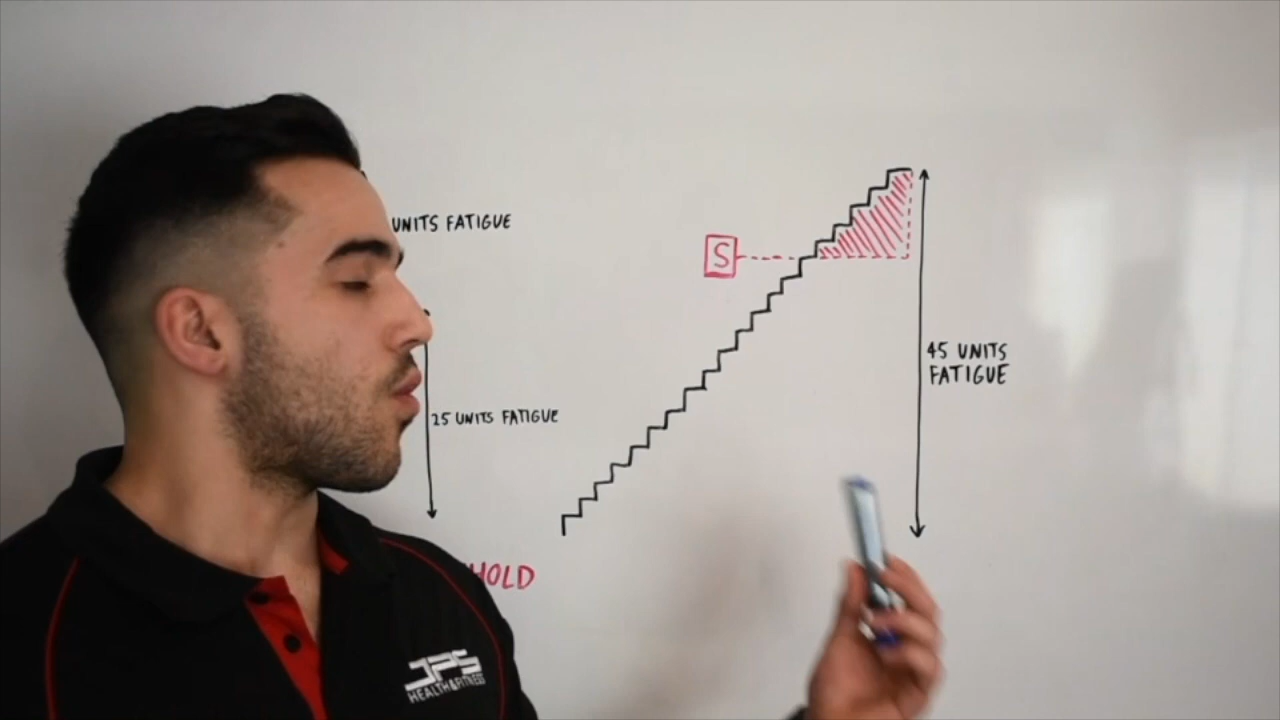 UNITS FATIGUE
S
45 UNITS
FATIGUE
25 UNITS FATIGUE
HOLD
JPS
HEALTH&FITNESS